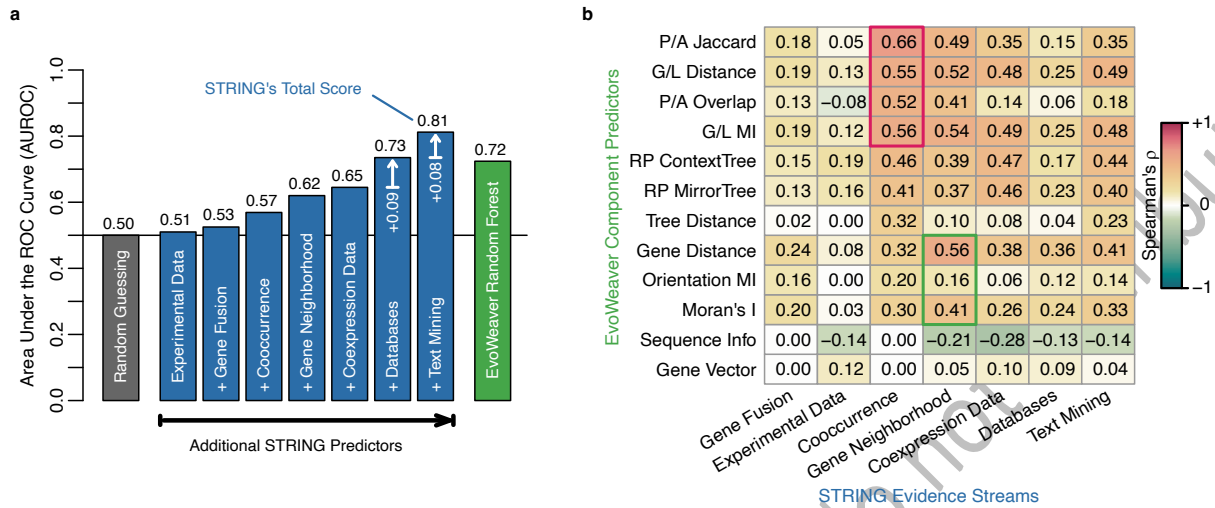 a
Area Under the ROC Curve (AUROC)
0.0
0.2
0.4
0.6
0.8
1.0
STRING's Total Score
0.50
0.51
0.53
0.57
0.62
0.65
0.73
0.81
0.72
+0.09
+0.08
Random Guessing
Experimental Data
+ Gene Fusion
+ Cooccurrence
+ Gene Neighborhood
+ Coexpression Data
+ Databases
+ Text Mining
EvoWeaver Random Forest
Additional STRING Predictors
b
EvoWeaver Component Predictors
P/A Jaccard 0.18 0.05 0.66 0.49 0.35 0.15 0.35
G/L Distance 0.19 0.13 0.55 0.52 0.48 0.25 0.49
P/A Overlap 0.13 −0.08 0.52 0.41 0.14 0.06 0.18
G/L MI 0.19 0.12 0.56 0.54 0.49 0.25 0.48
RP ContextTree 0.15 0.19 0.46 0.39 0.47 0.17 0.44
RP MirrorTree 0.13 0.16 0.41 0.37 0.46 0.23 0.40
Tree Distance 0.02 0.00 0.32 0.10 0.08 0.04 0.23
Gene Distance 0.24 0.08 0.32 0.56 0.38 0.36 0.41
Orientation MI 0.16 0.00 0.20 0.16 0.06 0.12 0.14
Moran's I 0.20 0.03 0.30 0.41 0.26 0.24 0.33
Sequence Info 0.00 −0.14 0.00 −0.21 −0.28 −0.13 −0.14
Gene Vector 0.00 0.12 0.00 0.05 0.10 0.09 0.04
Gene Fusion
Experimental Data
Cooccurrence
Gene Neighborhood
Coexpression Data
Databases
Text Mining
STRING Evidence Streams
Spearman's ρ
+1
0
−1